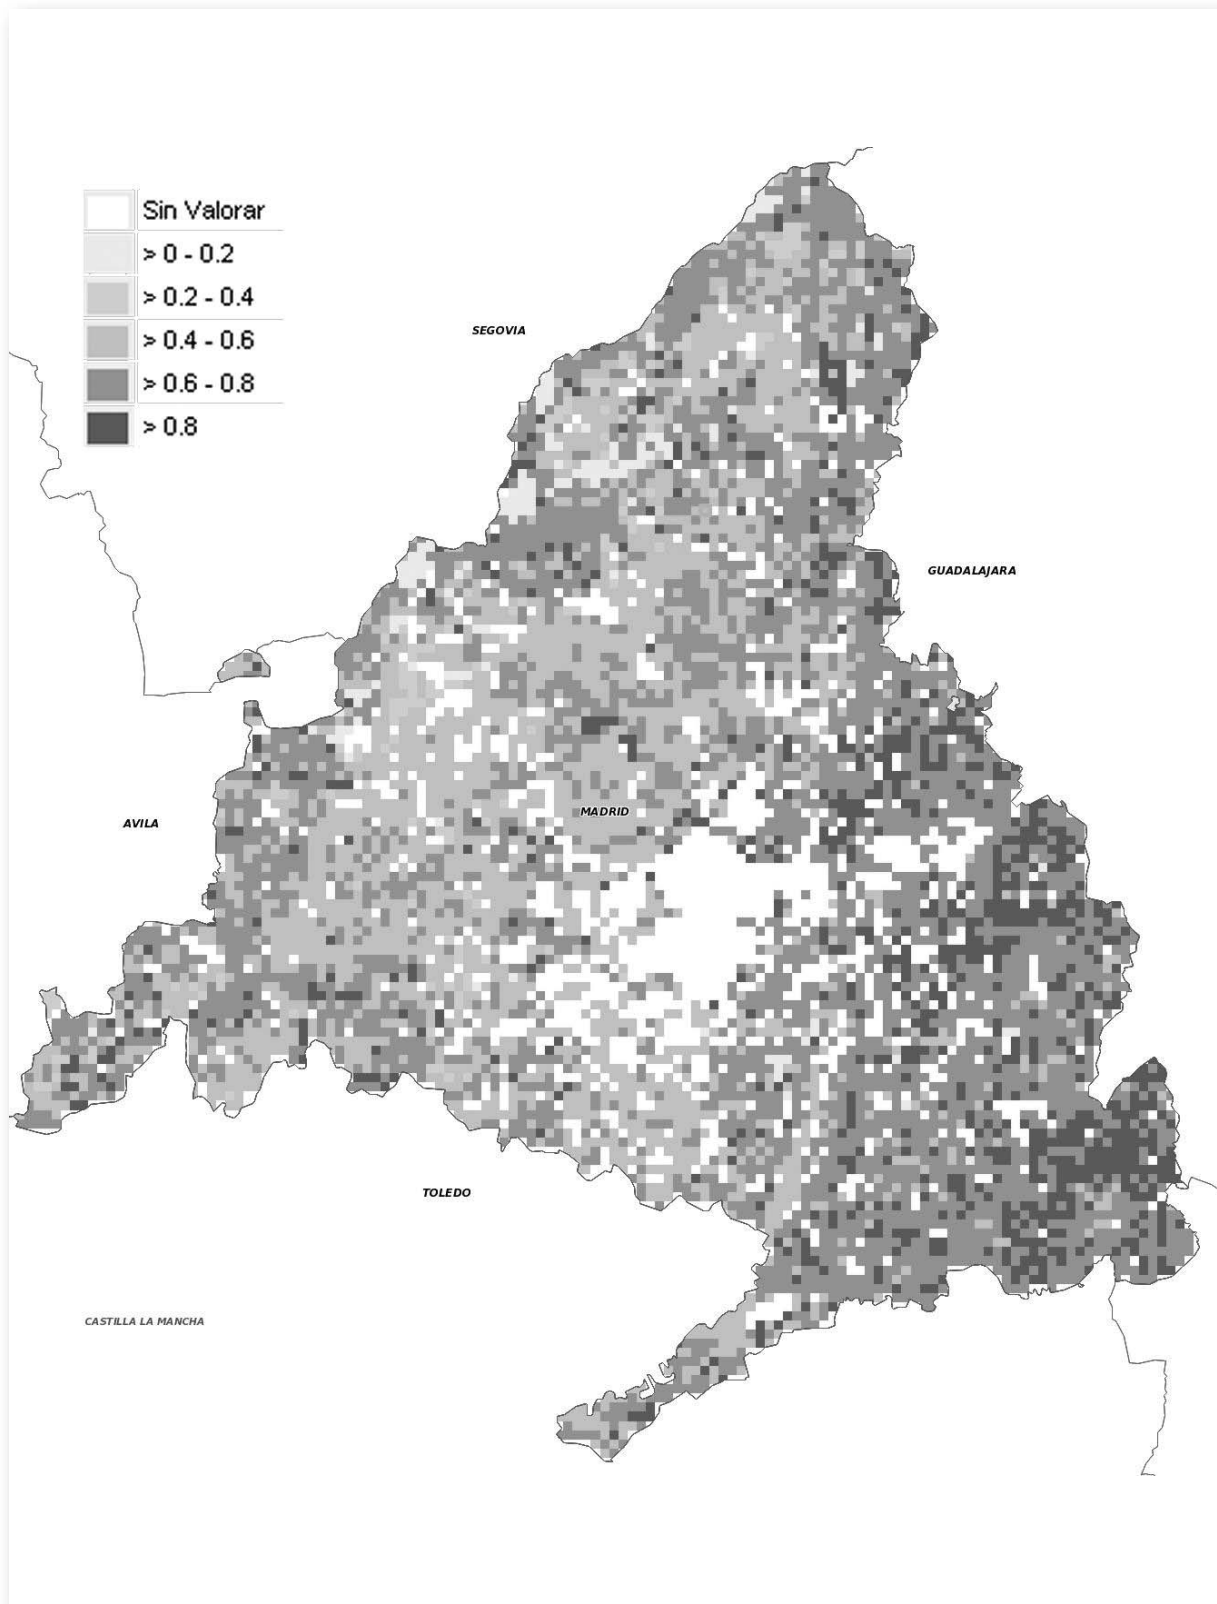 Sin Valorar
> 0 - 0.2
> 0.2 - 0.4
> 0.4 - 0.6
> 0.6 - 0.8
> 0.8
SEGOVIA
GUADALAJARA
MADRID
AVILA
TOLEDO
CASTILLA LA MANCHA